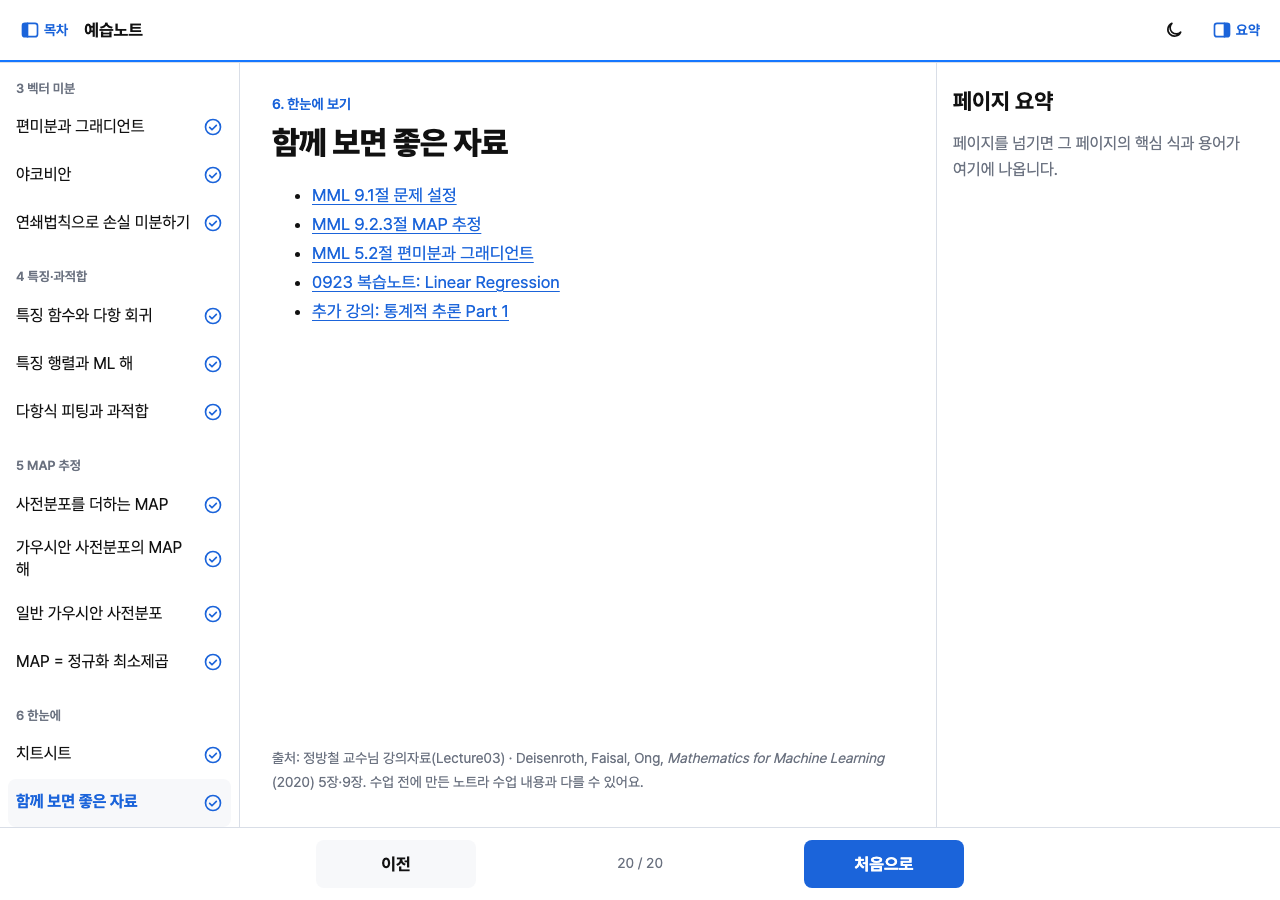 목차 예습노트
요약
3 벡터 미분
편미분과 그래디언트
야코비안
연쇄법칙으로 손실 미분하기
4 특징·과적합
특징 함수와 다항 회귀
특징 행렬과 ML 해
다항식 피팅과 과적합
5 MAP 추정
사전분포를 더하는 MAP
가우시안 사전분포의 MAP
해
일반 가우시안 사전분포
MAP = 정규화 최소제곱
6 한눈에
치트시트
함께 보면 좋은 자료
6. 한눈에 보기
함께 보면 좋은 자료
MML 9.1절 문제 설정
MML 9.2.3절 MAP 추정
MML 5.2절 편미분과 그래디언트
0923 복습노트: Linear Regression
추가 강의: 통계적 추론 Part 1
출처: 정방철 교수님 강의자료(Lecture03) · Deisenroth, Faisal, Ong, Mathematics for Machine Learning
(2020) 5장·9장. 수업 전에 만든 노트라 수업 내용과 다를 수 있어요.
페이지 요약
페이지를 넘기면 그 페이지의 핵심 식과 용어가
여기에 나옵니다.
이전
20 / 20
처음으로